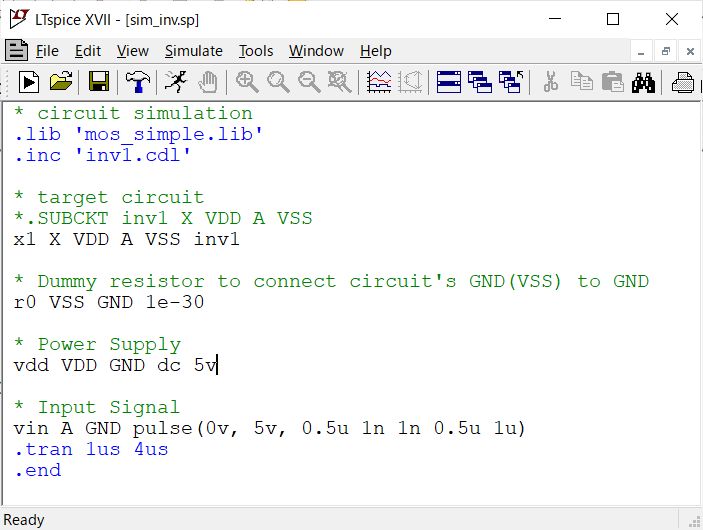 LTspice XVII - [sim_inv.sp]
File Edit View Simulate Tools Window Help
* circuit simulation
.lib 'mos_simple.lib'
.inc 'inv1.cdl'
* target circuit
*.SUBCKT inv1 X VDD A VSS
x1 X VDD A VSS inv1
* Dummy resistor to connect circuit's GND(VSS) to GND
r0 VSS GND 1e-30
* Power Supply
vdd VDD GND dc 5v
* Input Signal
vin A GND pulse(0v, 5v, 0.5u 1n 1n 0.5u 1u)
.tran 1us 4us
.end
Ready